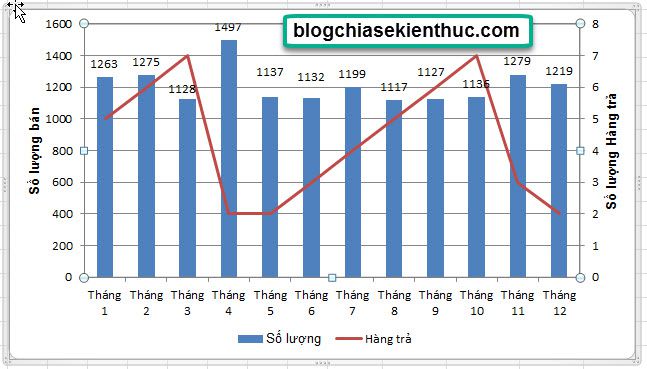 blogchiasekienthuc.com
Số lượng bán
1600
1400
1200
1000
800
600
400
200
0
1263
1275
1128
1497
1137
1132
1199
1117
1127
1136
1279
1219
8
7
6
5
4
3
2
1
0
Số lượng Hàng trả
Tháng 1
Tháng 2
Tháng 3
Tháng 4
Tháng 5
Tháng 6
Tháng 7
Tháng 8
Tháng 9
Tháng 10
Tháng 11
Tháng 12
Số lượng
Hàng trả